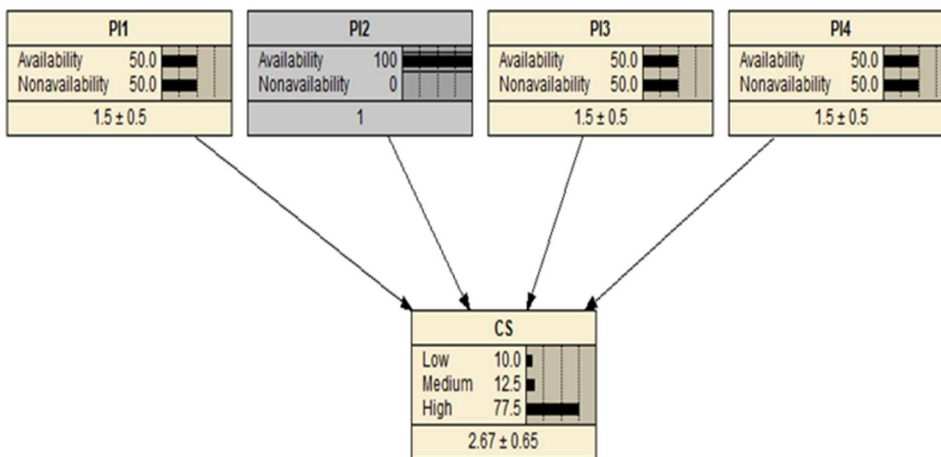 PI1
Availability 50.0
Nonavailability 50.0
1.5 ± 0.5
PI2
Availability 100
Nonavailability 0
1
PI3
Availability 50.0
Nonavailability 50.0
1.5 ± 0.5
PI4
Availability 50.0
Nonavailability 50.0
1.5 ± 0.5
CS
Low 10.0
Medium 12.5
High 77.5
2.67 ± 0.65